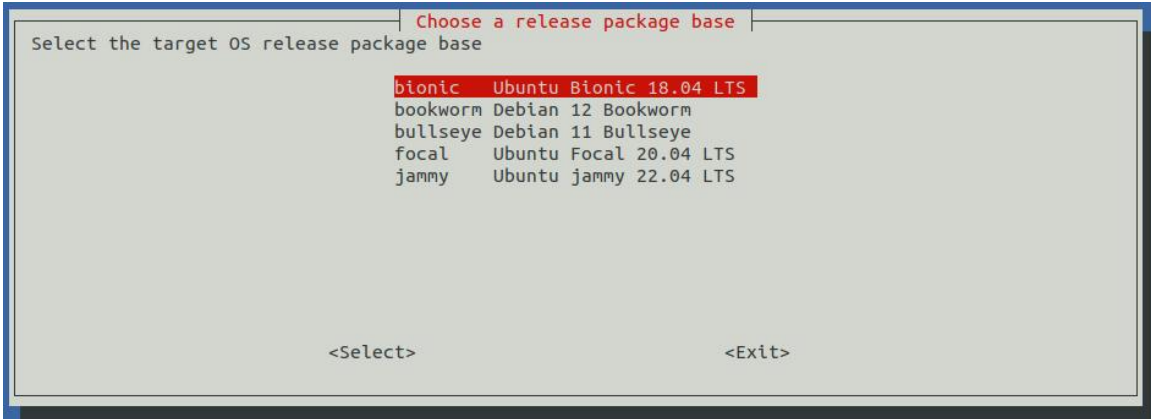 Choose a release package base
Select the target OS release package base
bionic Ubuntu Bionic 18.04 LTS
bookworm Debian 12 Bookworm
bullseye Debian 11 Bullseye
focal Ubuntu Focal 20.04 LTS
jammy Ubuntu jammy 22.04 LTS
<Select> <Exit>